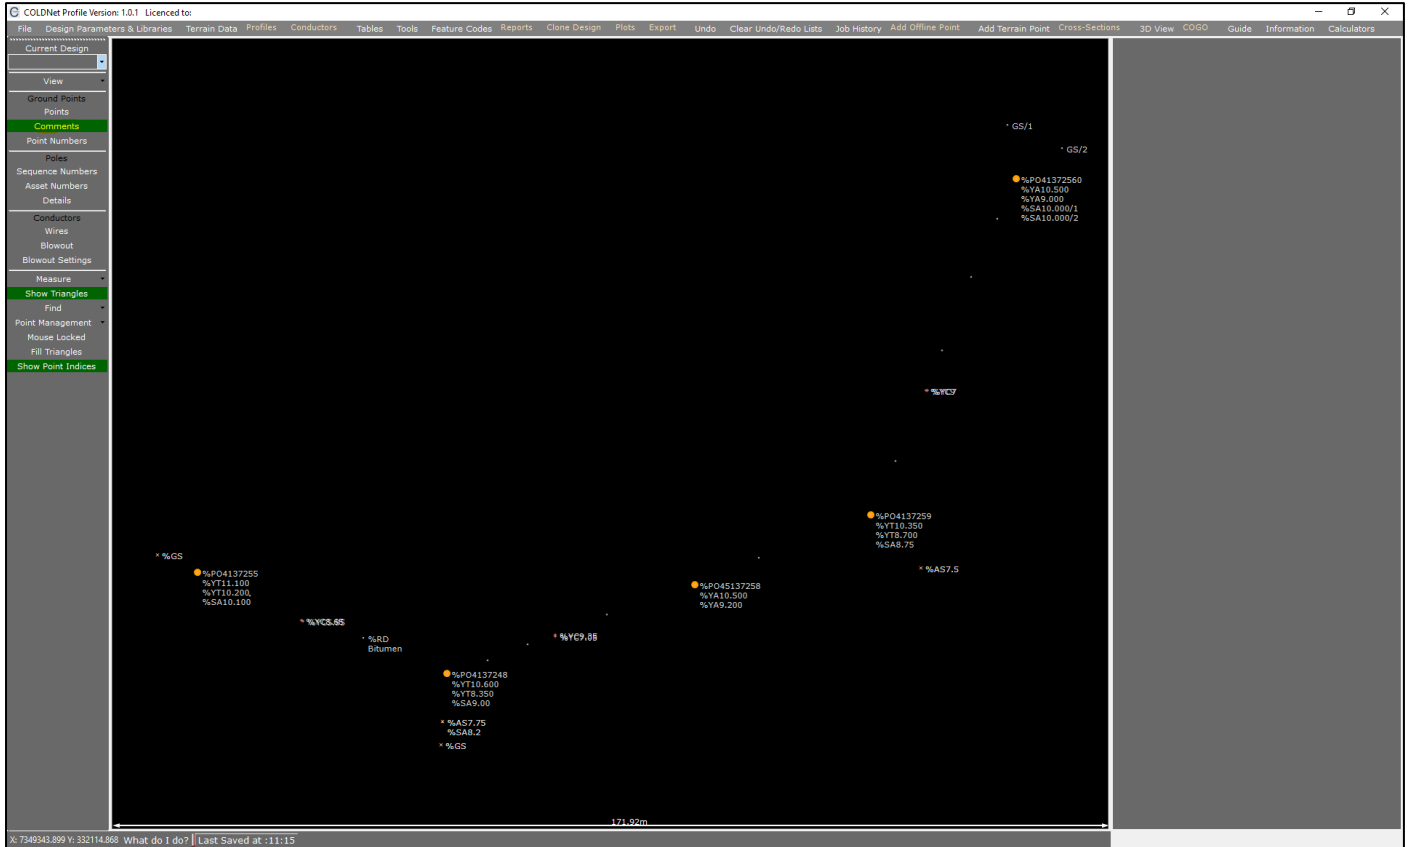 COLDNet Profile Version: 1.0.1 Licenced to:
File Design Parameters & Libraries Terrain Data Profiles Conductors Tables Tools Feature Codes Reports Clone Design Plots Export Undo Clear Undo/Redo Lists Job History Add Offline Point Add Terrain Point Cross-Sections 3D View COGO Guide Information Calculators
Current Design
View
Ground Points
Points
Comments
Point Numbers
Poles
Sequence Numbers
Asset Numbers
Details
Conductors
Wires
Blowout
Blowout Settings
Measure
Show Triangles
Find
Point Management
Mouse Locked
Fill Triangles
Show Point Indices
GS/1
GS/2
%PO41372560
%YA10.500
%YA9.000
%SA10.000/1
%SA10.000/2
%PO4137259
%YT10.350
%YT8.700
%SA8.75
%AS7.5
%GS
%PO4137255
%YT11.100
%YT10.200,
%SA10.100
%PO45137258
%YA10.500
%YA9.200
%RD
Bitumen
%PO4137248
%YT10.600
%YT8.350
%SA9.00
%AS7.75
%SA8.2
%GS
171.92m
X: 7349343.899 Y: 332114.868 What do I do? Last Saved at :11:15